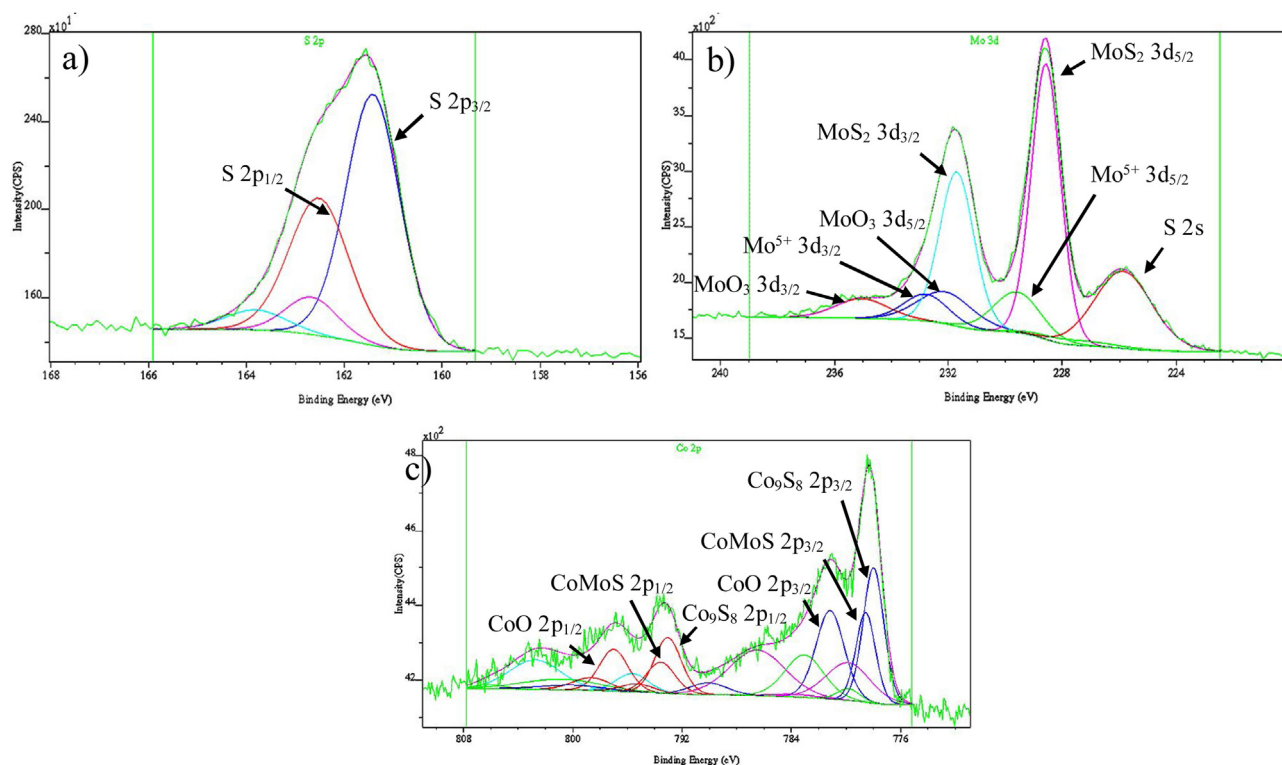 a)
280 x10¹
S 2p
S 2p3/2
S 2p1/2
240
200
160
Intensity(CPS)
168 166 164 162 160 158 156
Binding Energy (eV)
b)
x10²
Mo 3d
MoS2 3d5/2
MoS2 3d3/2
Mo⁵⁺ 3d5/2
MoO3 3d5/2
S 2s
Mo⁵⁺ 3d3/2
MoO3 3d3/2
40
35
30
25
20
15
Intensity(CPS)
240 236 232 228 224
Binding Energy (eV)
c)
x10²
Co 2p
Co9S8 2p3/2
CoMoS 2p3/2
CoMoS 2p1/2
CoO 2p3/2
CoO 2p1/2
Co9S8 2p1/2
48
46
44
42
Intensity(CPS)
808 800 792 784 776
Binding Energy (eV)